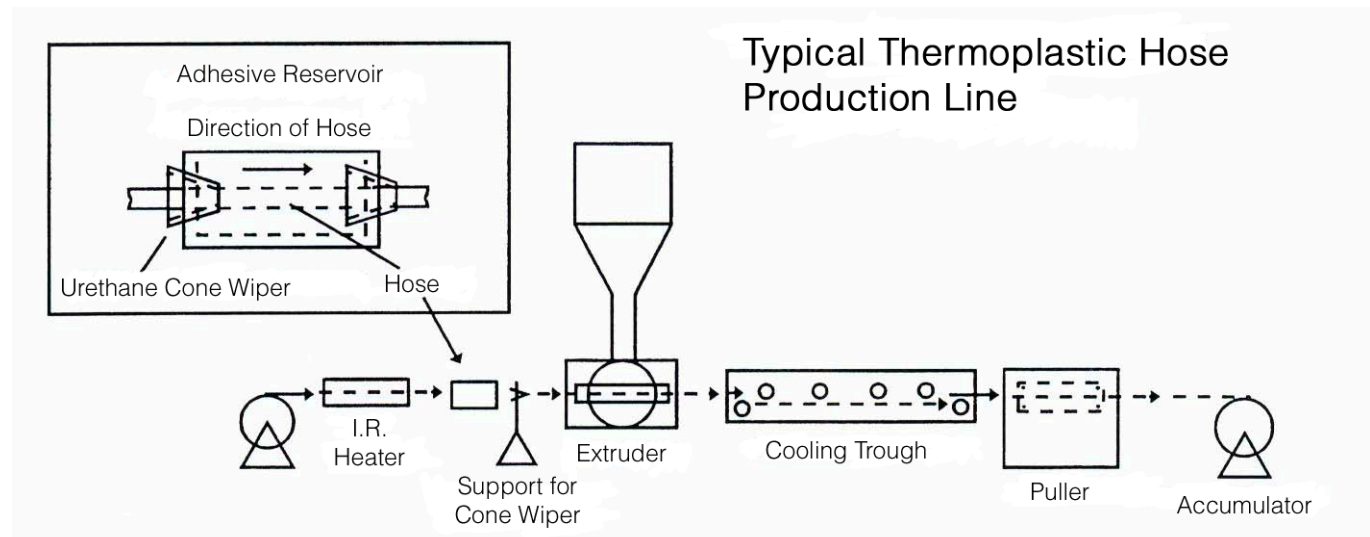 Typical Thermoplastic Hose
Production Line
Adhesive Reservoir
Direction of Hose
Urethane Cone Wiper
Hose
I.R.
Heater
Support for
Cone Wiper
Extruder
Cooling Trough
Puller
Accumulator